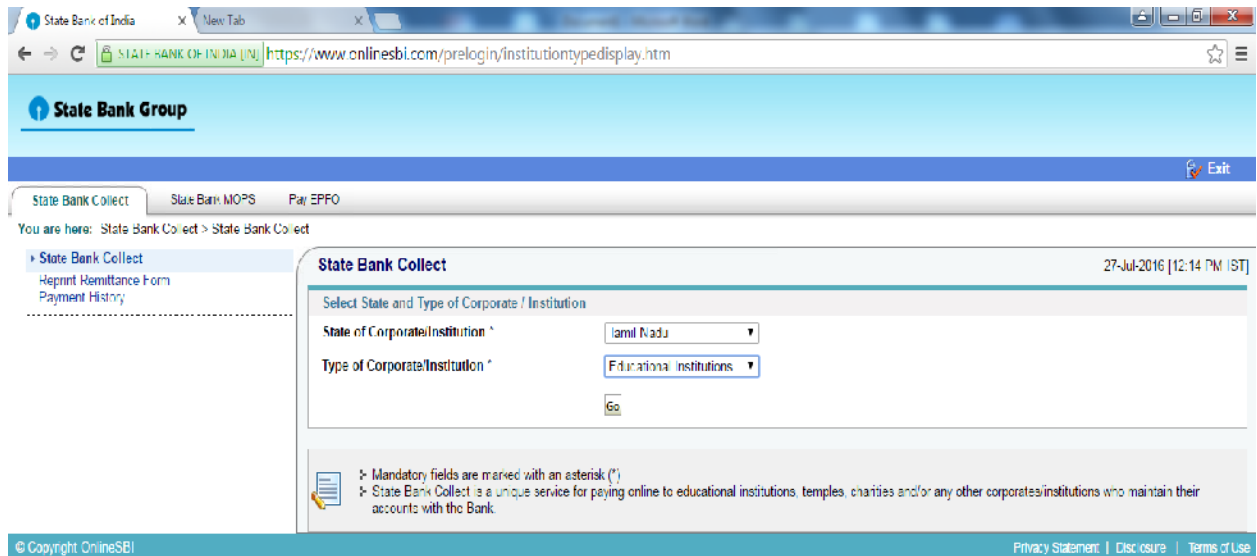 State Bank of India
New Tab
STATE BANK OF INDIA [IN] https://www.onlinesbi.com/prelogin/institutiontypedisplay.htm
State Bank Group
Exit
State Bank Collect State Bank MOPS Pay EPFO
You are here: State Bank Collect > State Bank Collect
State Bank Collect
Reprint Remittance Form
Payment History
State Bank Collect 27-Jul-2016 [12:14 PM IST]
Select State and Type of Corporate / Institution
State of Corporate/Institution * Tamil Nadu
Type of Corporate/Institution * Educational Institutions
Go
Mandatory fields are marked with an asterisk (*)
State Bank Collect is a unique service for paying online to educational institutions, temples, charities and/or any other corporates/institutions who maintain their
accounts with the Bank.
© Copyright OnlineSBI Privacy Statement | Disclosure | Terms of Use